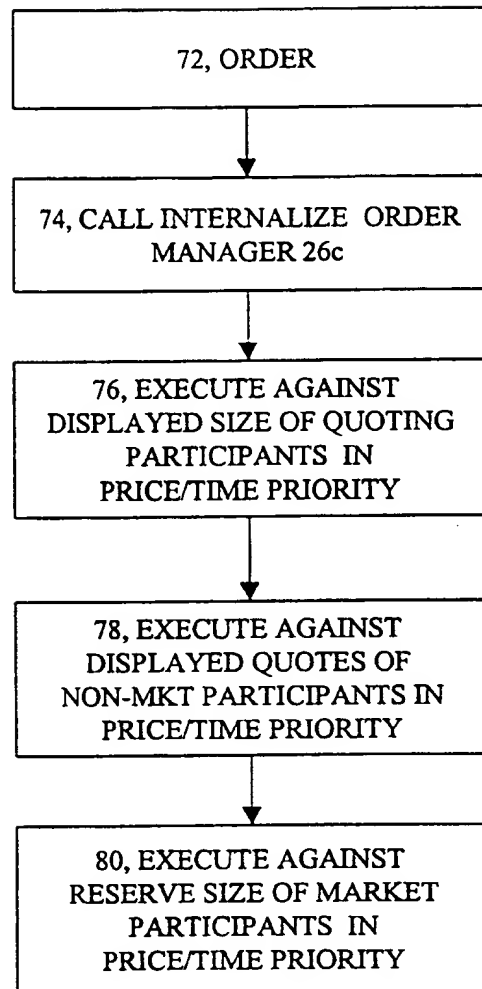 72, ORDER
74, CALL INTERNALIZE ORDER
MANAGER 26c
76, EXECUTE AGAINST
DISPLAYED SIZE OF QUOTING
PARTICIPANTS IN
PRICE/TIME PRIORITY
78, EXECUTE AGAINST
DISPLAYED QUOTES OF
NON-MKT PARTICIPANTS IN
PRICE/TIME PRIORITY
80, EXECUTE AGAINST
RESERVE SIZE OF MARKET
PARTICIPANTS IN
PRICE/TIME PRIORITY